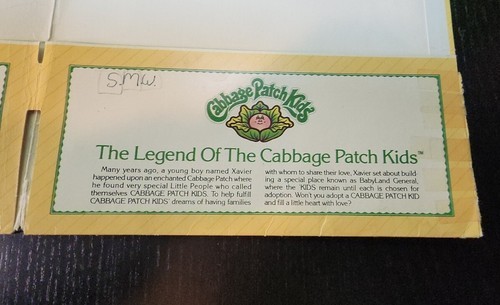 S.M.W.
Cabbage Patch Kids
The Legend Of The Cabbage Patch Kids™
Many years ago, a young boy named Xavier
happened upon an enchanted Cabbage Patch where
he found very special Little People who called
themselves CABBAGE PATCH KIDS. To help fulfill
CABBAGE PATCH KIDS' dreams of having families
with whom to share their love, Xavier set about build-
ing a special place known as BabyLand General,
where the 'KIDS remain until each is chosen for
adoption. Won't you adopt a CABBAGE PATCH KID
and fill a little heart with love?